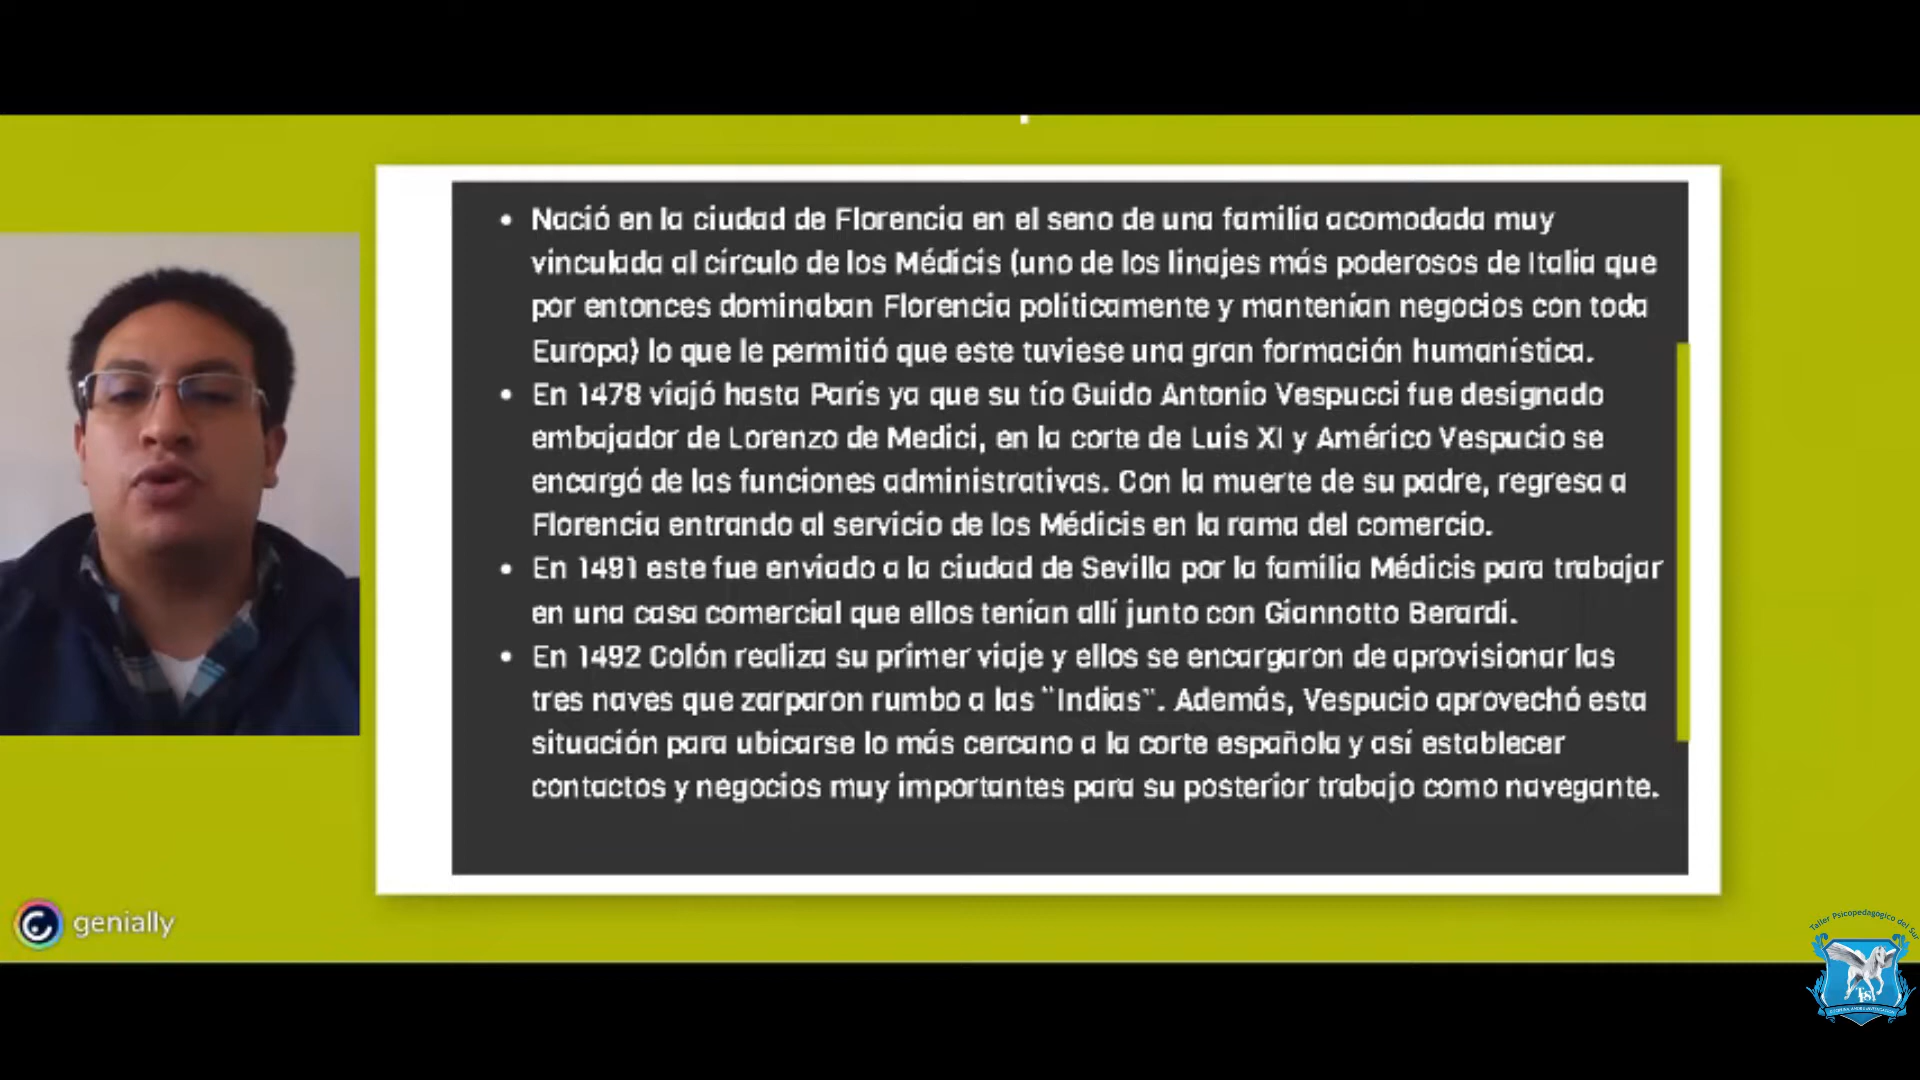 • Nació en la ciudad de Florencia en el seno de una familia acomodada muy
vinculada al círculo de los Médicis (uno de los linajes más poderosos de Italia que
por entonces dominaban Florencia políticamente y mantenían negocios con toda
Europa) lo que le permitió que este tuviese una gran formación humanística.
• En 1478 viajó hasta París ya que su tío Guido Antonio Vespucci fue designado
embajador de Lorenzo de Medici, en la corte de Luis XI y Américo Vespucio se
encargó de las funciones administrativas. Con la muerte de su padre, regresa a
Florencia entrando al servicio de los Médicis en la rama del comercio.
• En 1491 este fue enviado a la ciudad de Sevilla por la familia Médicis para trabajar
en una casa comercial que ellos tenían allí junto con Giannotto Berardi.
• En 1492 Colón realiza su primer viaje y ellos se encargaron de aprovisionar las
tres naves que zarparon rumbo a las “Indias”. Además, Vespucio aprovechó esta
situación para ubicarse lo más cercano a la corte española y así establecer
contactos y negocios muy importantes para su posterior trabajo como navegante.
genially
Taller Psicopedagógico del Sur
TPS